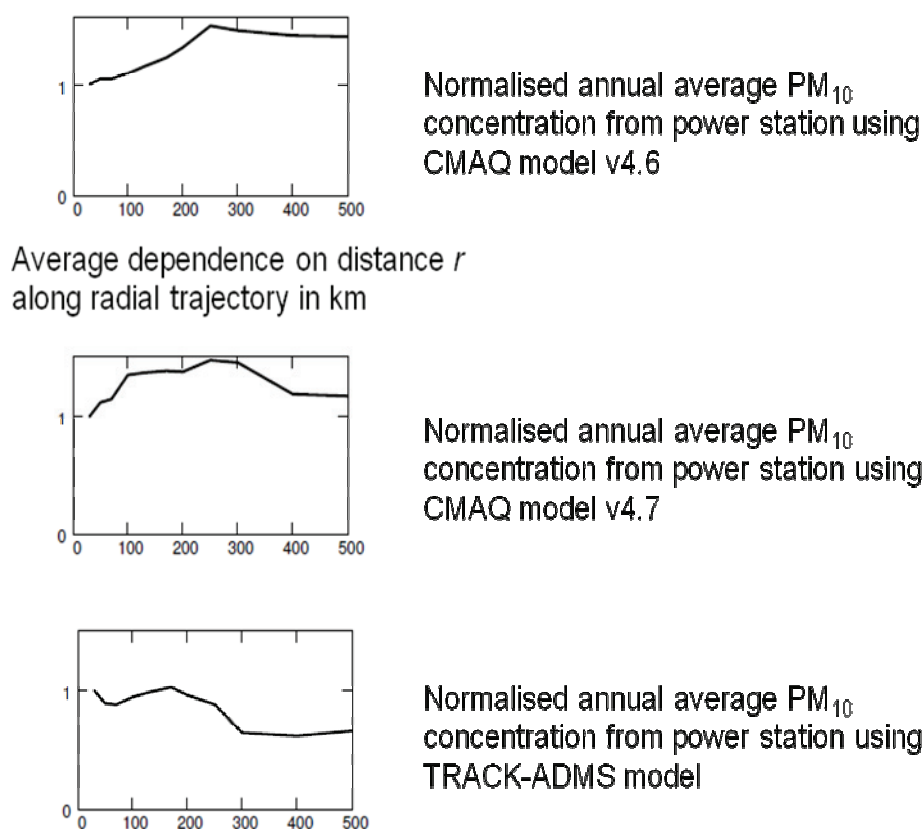 1
0
0 100 200 300 400 500
Normalised annual average PM10
concentration from power station using
CMAQ model v4.6
Average dependence on distance r
along radial trajectory in km
1
0
0 100 200 300 400 500
Normalised annual average PM10
concentration from power station using
CMAQ model v4.7
1
0
0 100 200 300 400 500
Normalised annual average PM10
concentration from power station using
TRACK-ADMS model